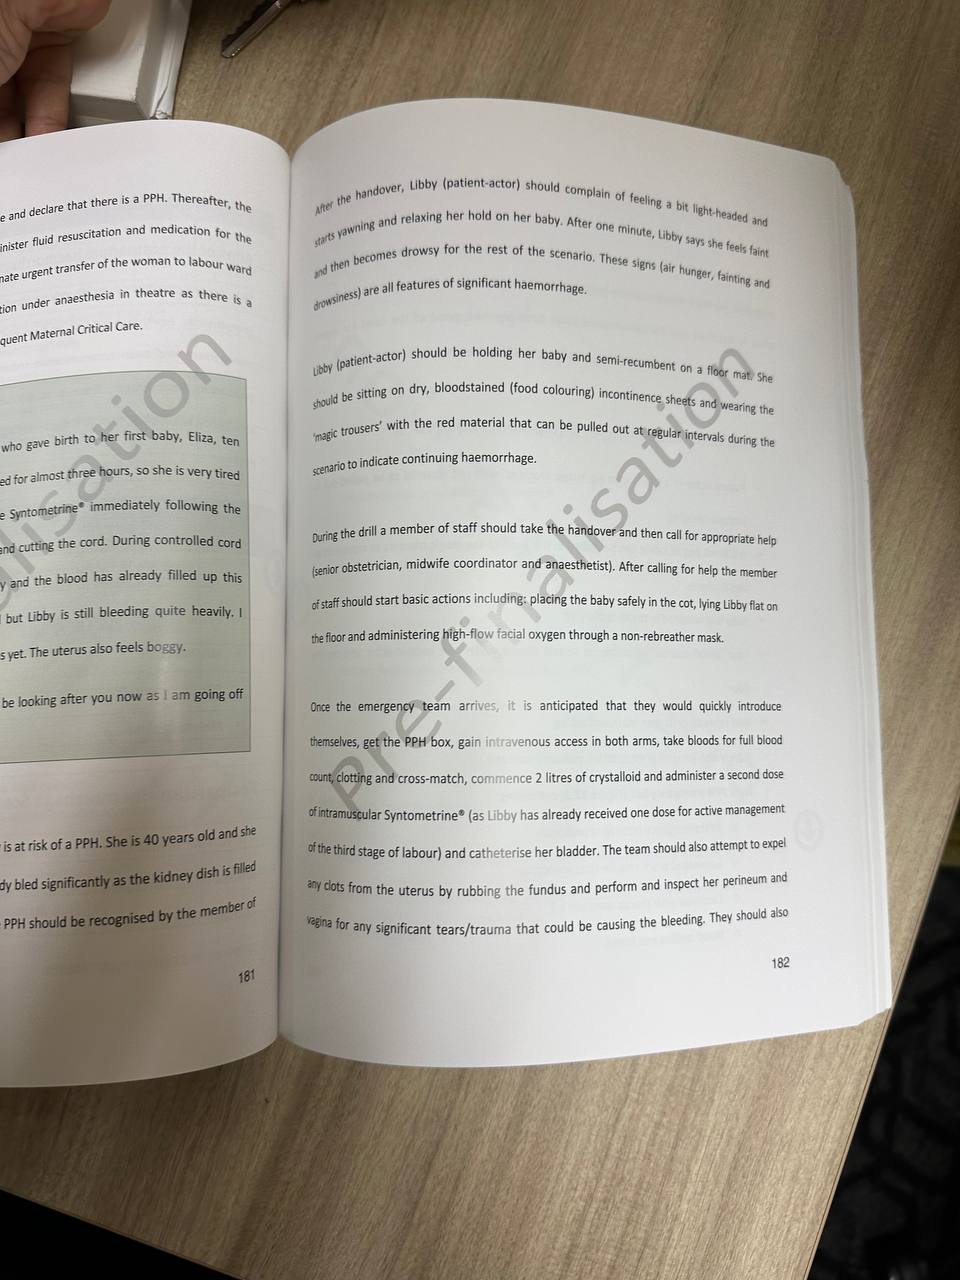 e and declare that there is a PPH. Thereafter, the
inister fluid resuscitation and medication for the
nate urgent transfer of the woman to labour ward
tion under anaesthesia in theatre as there is a
quent Maternal Critical Care.
who gave birth to her first baby, Eliza, ten
ed for almost three hours, so she is very tired
e Syntometrine® immediately following the
and cutting the cord. During controlled cord
y and the blood has already filled up this
but Libby is still bleeding quite heavily. I
s yet. The uterus also feels boggy.
be looking after you now as I am going off
is at risk of a PPH. She is 40 years old and she
dy bled significantly as the kidney dish is filled
PPH should be recognised by the member of
181
alisation
After the handover, Libby (patient-actor) should complain of feeling a bit light-headed and
starts yawning and relaxing her hold on her baby. After one minute, Libby says she feels faint
and then becomes drowsy for the rest of the scenario. These signs (air hunger, fainting and
drowsiness) are all features of significant haemorrhage.
Libby (patient-actor) should be holding her baby and semi-recumbent on a floor mat. She
should be sitting on dry, bloodstained (food colouring) incontinence sheets and wearing the
'magic trousers' with the red material that can be pulled out at regular intervals during the
scenario to indicate continuing haemorrhage.
During the drill a member of staff should take the handover and then call for appropriate help
(senior obstetrician, midwife coordinator and anaesthetist). After calling for help the member
of staff should start basic actions including: placing the baby safely in the cot, lying Libby flat on
the floor and administering high-flow facial oxygen through a non-rebreather mask.
Once the emergency team arrives, it is anticipated that they would quickly introduce
themselves, get the PPH box, gain intravenous access in both arms, take bloods for full blood
count, clotting and cross-match, commence 2 litres of crystalloid and administer a second dose
of intramuscular Syntometrine® (as Libby has already received one dose for active management
of the third stage of labour) and catheterise her bladder. The team should also attempt to expel
any clots from the uterus by rubbing the fundus and perform and inspect her perineum and
vagina for any significant tears/trauma that could be causing the bleeding. They should also
182
Pre-finalisation